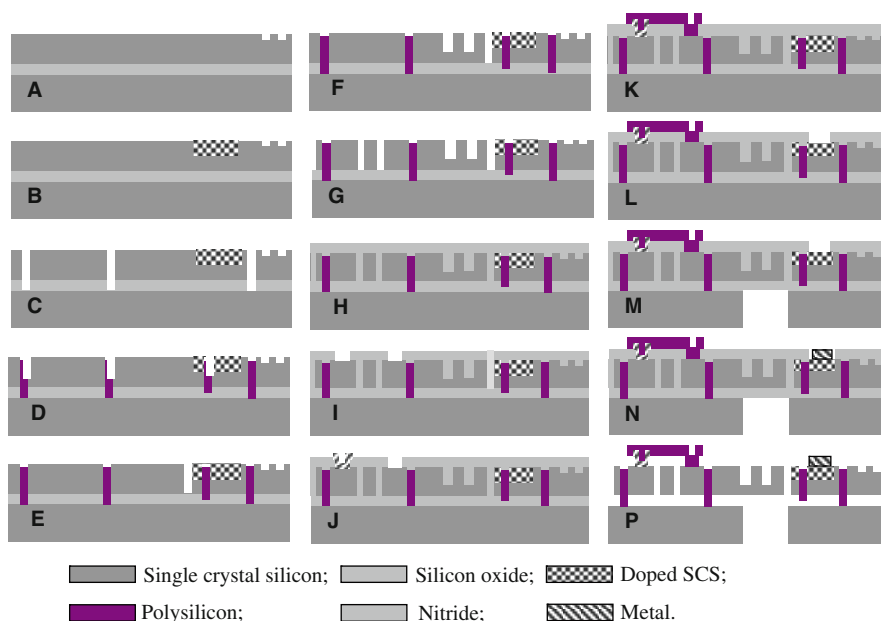 A
B
C
D
E
F
G
H
I
J
K
L
M
N
P
Single crystal silicon; Silicon oxide; Doped SCS;
Polysilicon; Nitride; Metal.